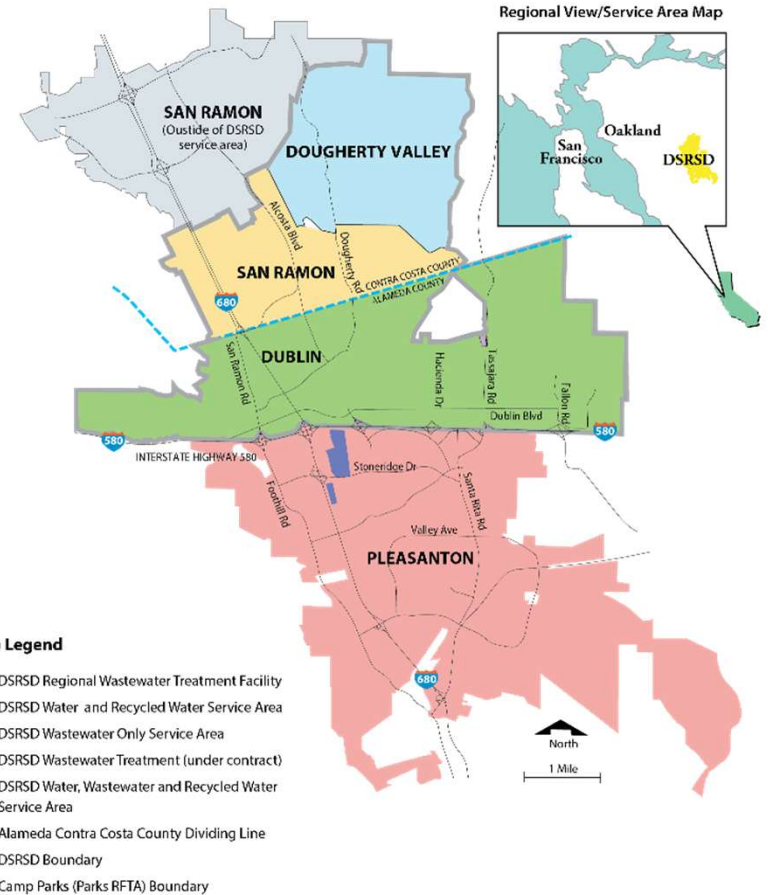 Regional View/Service Area Map
SAN RAMON
(Oustide of DSRSD
service area)
DOUGHERTY VALLEY
Oakland
San
Francisco
DSRSD
Alcosta Blvd
Dougherty Rd
SAN RAMON
CONTRA COSTA COUNTY
ALAMEDA COUNTY
680
DUBLIN
San Ramon Rd
Hacienda Dr
Tassajara Rd
Fallon Rd
Dublin Blvd
580
580
INTERSTATE HIGHWAY 580
Stoneridge Dr
Foothill Rd
Santa Rita Rd
Valley Ave
PLEASANTON
Legend
680
DSRSD Regional Wastewater Treatment Facility
DSRSD Water and Recycled Water Service Area
DSRSD Wastewater Only Service Area
DSRSD Wastewater Treatment (under contract)
DSRSD Water, Wastewater and Recycled Water
Service Area
Alameda Contra Costa County Dividing Line
DSRSD Boundary
Camp Parks (Parks RFTA) Boundary
North
1 Mile